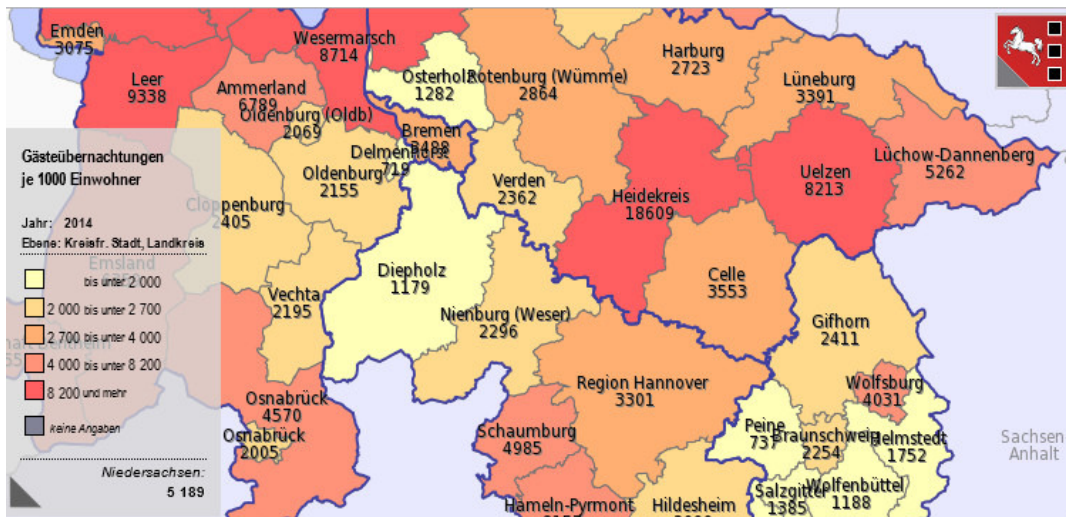 Emden
3075
Wesermarsch
8714
Harburg
2723
Leer
9338
Ammerland
6789
Osterholz
1282
Rotenburg (Wümme)
2864
Lüneburg
3391
Oldenburg (Oldb)
2069
Bremen
3488
Delmenhorst
719
Oldenburg
2155
Verden
2362
Heidekreis
18609
Uelzen
8213
Lüchow-Dannenberg
5262
Cloppenburg
2405
Emsland
Diepholz
1179
Celle
3553
Vechta
2195
Nienburg (Weser)
2296
Gifhorn
2411
Region Hannover
3301
Wolfsburg
4031
Osnabrück
4570
Osnabrück
2005
Schaumburg
4985
Peine
737
Braunschweig
2254
Helmstedt
1752
Sachsen
Anhalt
Hameln-Pyrmont
Hildesheim
Salzgitter
1385
Wolfenbüttel
1188
Gästeübernachtungen
je 1000 Einwohner
Jahr: 2014
Ebene: Kreisfr. Stadt, Landkreis
bis unter 2 000
2 000 bis unter 2 700
2 700 bis unter 4 000
4 000 bis unter 8 200
8 200 und mehr
keine Angaben
Niedersachsen:
5 189